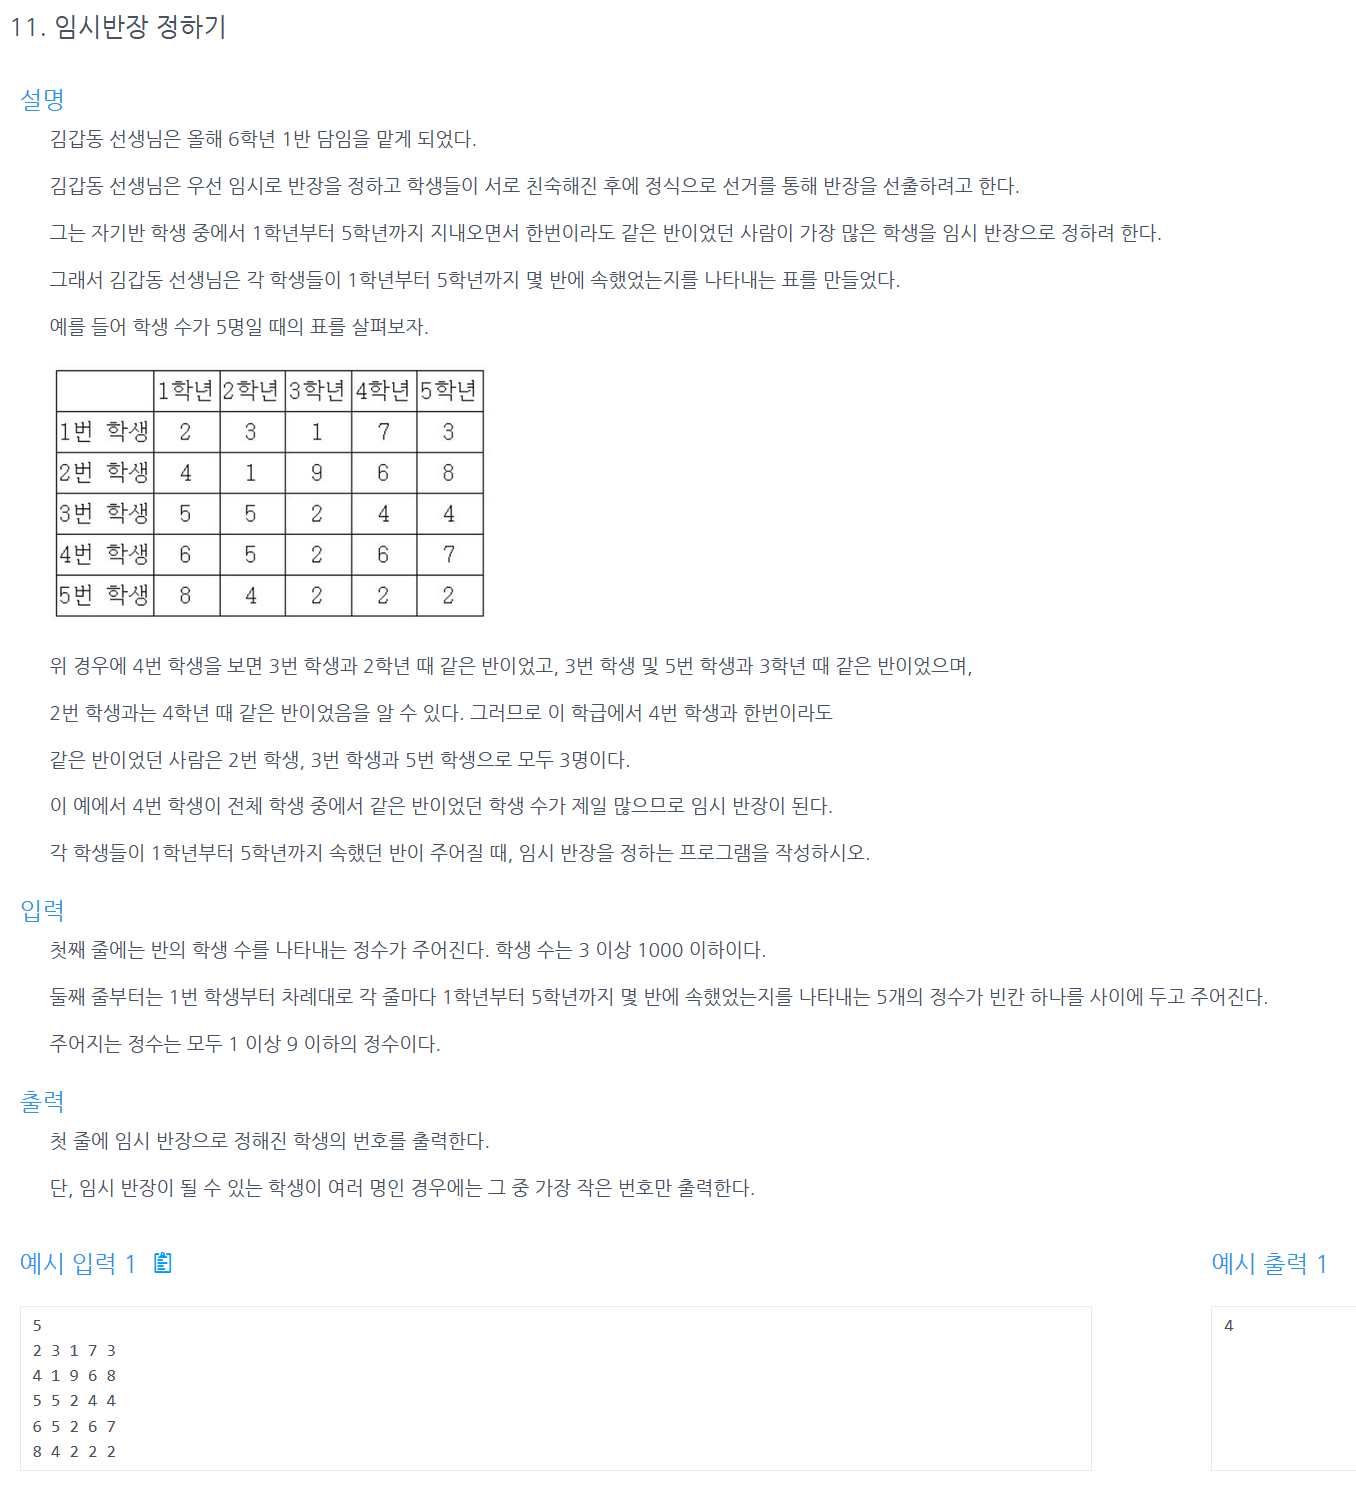 11. 임시반장 정하기
설명
김갑동 선생님은 올해 6학년 1반 담임을 맡게 되었다.
김갑동 선생님은 우선 임시로 반장을 정하고 학생들이 서로 친숙해진 후에 정식으로 선거를 통해 반장을 선출하려고 한다.
그는 자기반 학생 중에서 1학년부터 5학년까지 지내오면서 한번이라도 같은 반이었던 사람이 가장 많은 학생을 임시 반장으로 정하려 한다.
그래서 김갑동 선생님은 각 학생들이 1학년부터 5학년까지 몇 반에 속했었는지를 나타내는 표를 만들었다.
예를 들어 학생 수가 5명일 때의 표를 살펴보자.
1학년 2학년 3학년 4학년 5학년
1번 학생 2 3 1 7 3
2번 학생 4 1 9 6 8
3번 학생 5 5 2 4 4
4번 학생 6 5 2 6 7
5번 학생 8 4 2 2 2
위 경우에 4번 학생을 보면 3번 학생과 2학년 때 같은 반이었고, 3번 학생 및 5번 학생과 3학년 때 같은 반이었으며,
2번 학생과는 4학년 때 같은 반이었음을 알 수 있다. 그러므로 이 학급에서 4번 학생과 한번이라도
같은 반이었던 사람은 2번 학생, 3번 학생과 5번 학생으로 모두 3명이다.
이 예에서 4번 학생이 전체 학생 중에서 같은 반이었던 학생 수가 제일 많으므로 임시 반장이 된다.
각 학생들이 1학년부터 5학년까지 속했던 반이 주어질 때, 임시 반장을 정하는 프로그램을 작성하시오.
입력
첫째 줄에는 반의 학생 수를 나타내는 정수가 주어진다. 학생 수는 3 이상 1000 이하이다.
둘째 줄부터는 1번 학생부터 차례대로 각 줄마다 1학년부터 5학년까지 몇 반에 속했었는지를 나타내는 5개의 정수가 빈칸 하나를 사이에 두고 주어진다.
주어지는 정수는 모두 1 이상 9 이하의 정수이다.
출력
첫 줄에 임시 반장으로 정해진 학생의 번호를 출력한다.
단, 임시 반장이 될 수 있는 학생이 여러 명인 경우에는 그 중 가장 작은 번호만 출력한다.
예시 입력 1
5
2 3 1 7 3
4 1 9 6 8
5 5 2 4 4
6 5 2 6 7
8 4 2 2 2
예시 출력 1
4